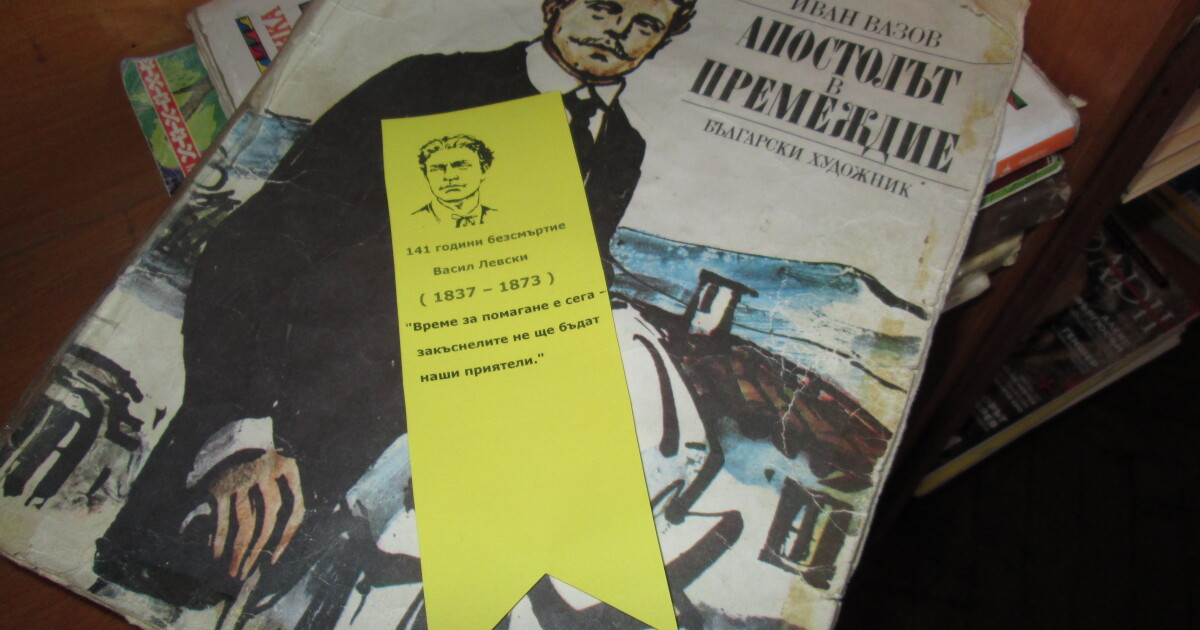 ИВАН ВАЗОВ
АПОСТОЛЪТ
В
ПРЕМЕЖДИЕ
БЪЛГАРСКИ ХУДОЖНИК
141 години безсмъртие
Васил Левски
( 1837 – 1873 )
"Време за помагане е сега -
закъснелите не ще бъдат
наши приятели."